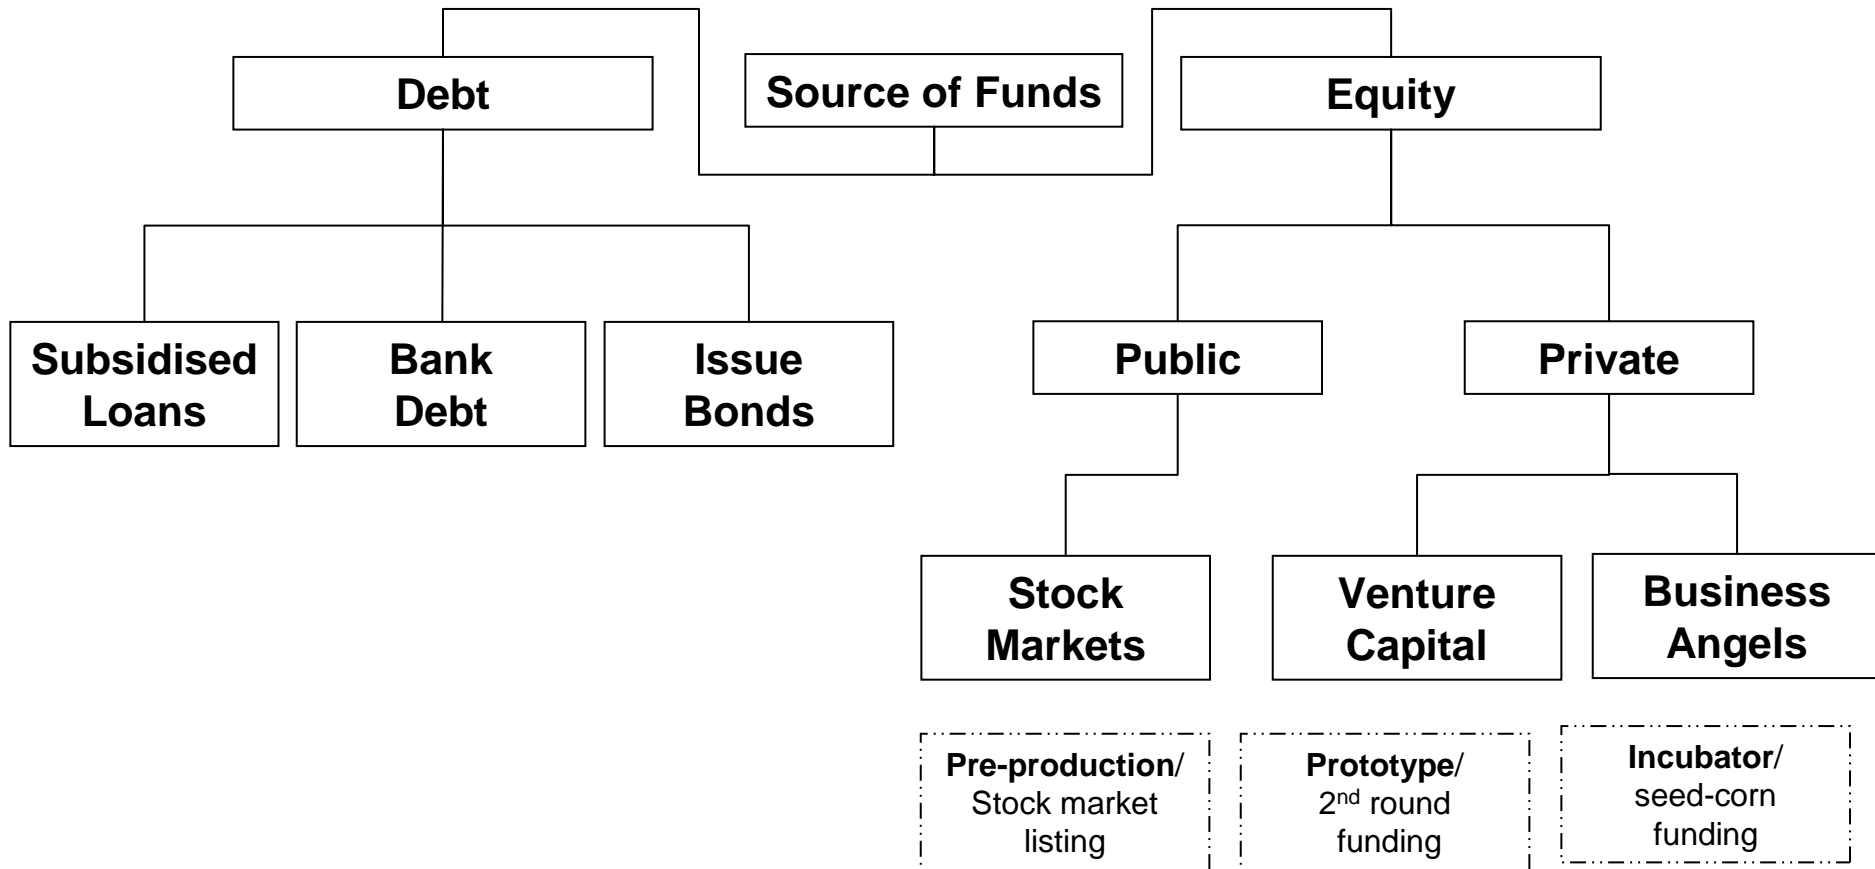 Debt
Source of Funds
Equity
Subsidised
Loans
Bank
Debt
Issue
Bonds
Public
Private
Stock
Markets
Venture
Capital
Business
Angels
Pre-production/
Stock market
listing
Prototype/
2nd round
funding
Incubator/
seed-corn
funding